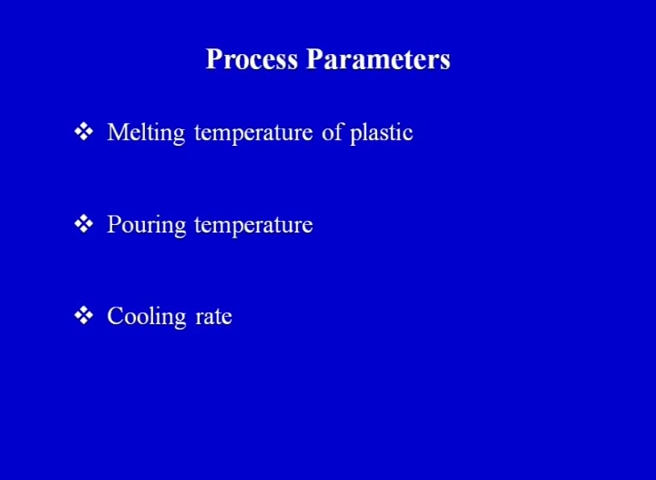 Process Parameters
❖ Melting temperature of plastic
❖ Pouring temperature
❖ Cooling rate